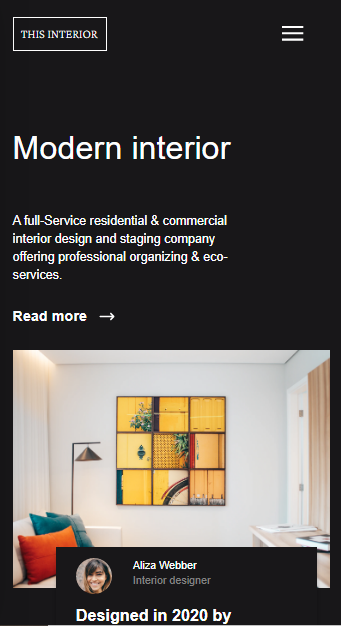 THIS INTERIOR
Modern interior
A full-Service residential & commercial
interior design and staging company
offering professional organizing & eco-
services.
Read more
Aliza Webber
Interior designer
Designed in 2020 by